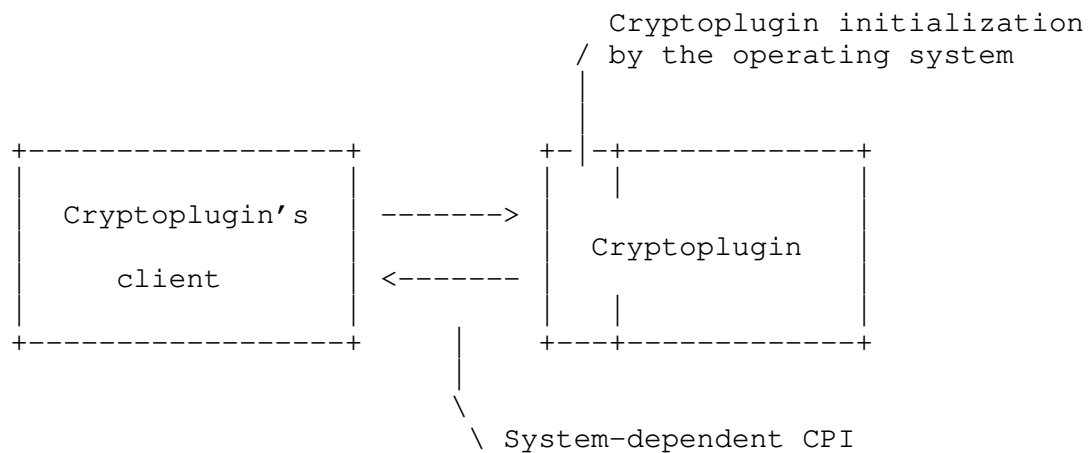 Cryptoplugin initialization
by the operating system
Cryptoplugin's
client
Cryptoplugin
System-dependent CPI